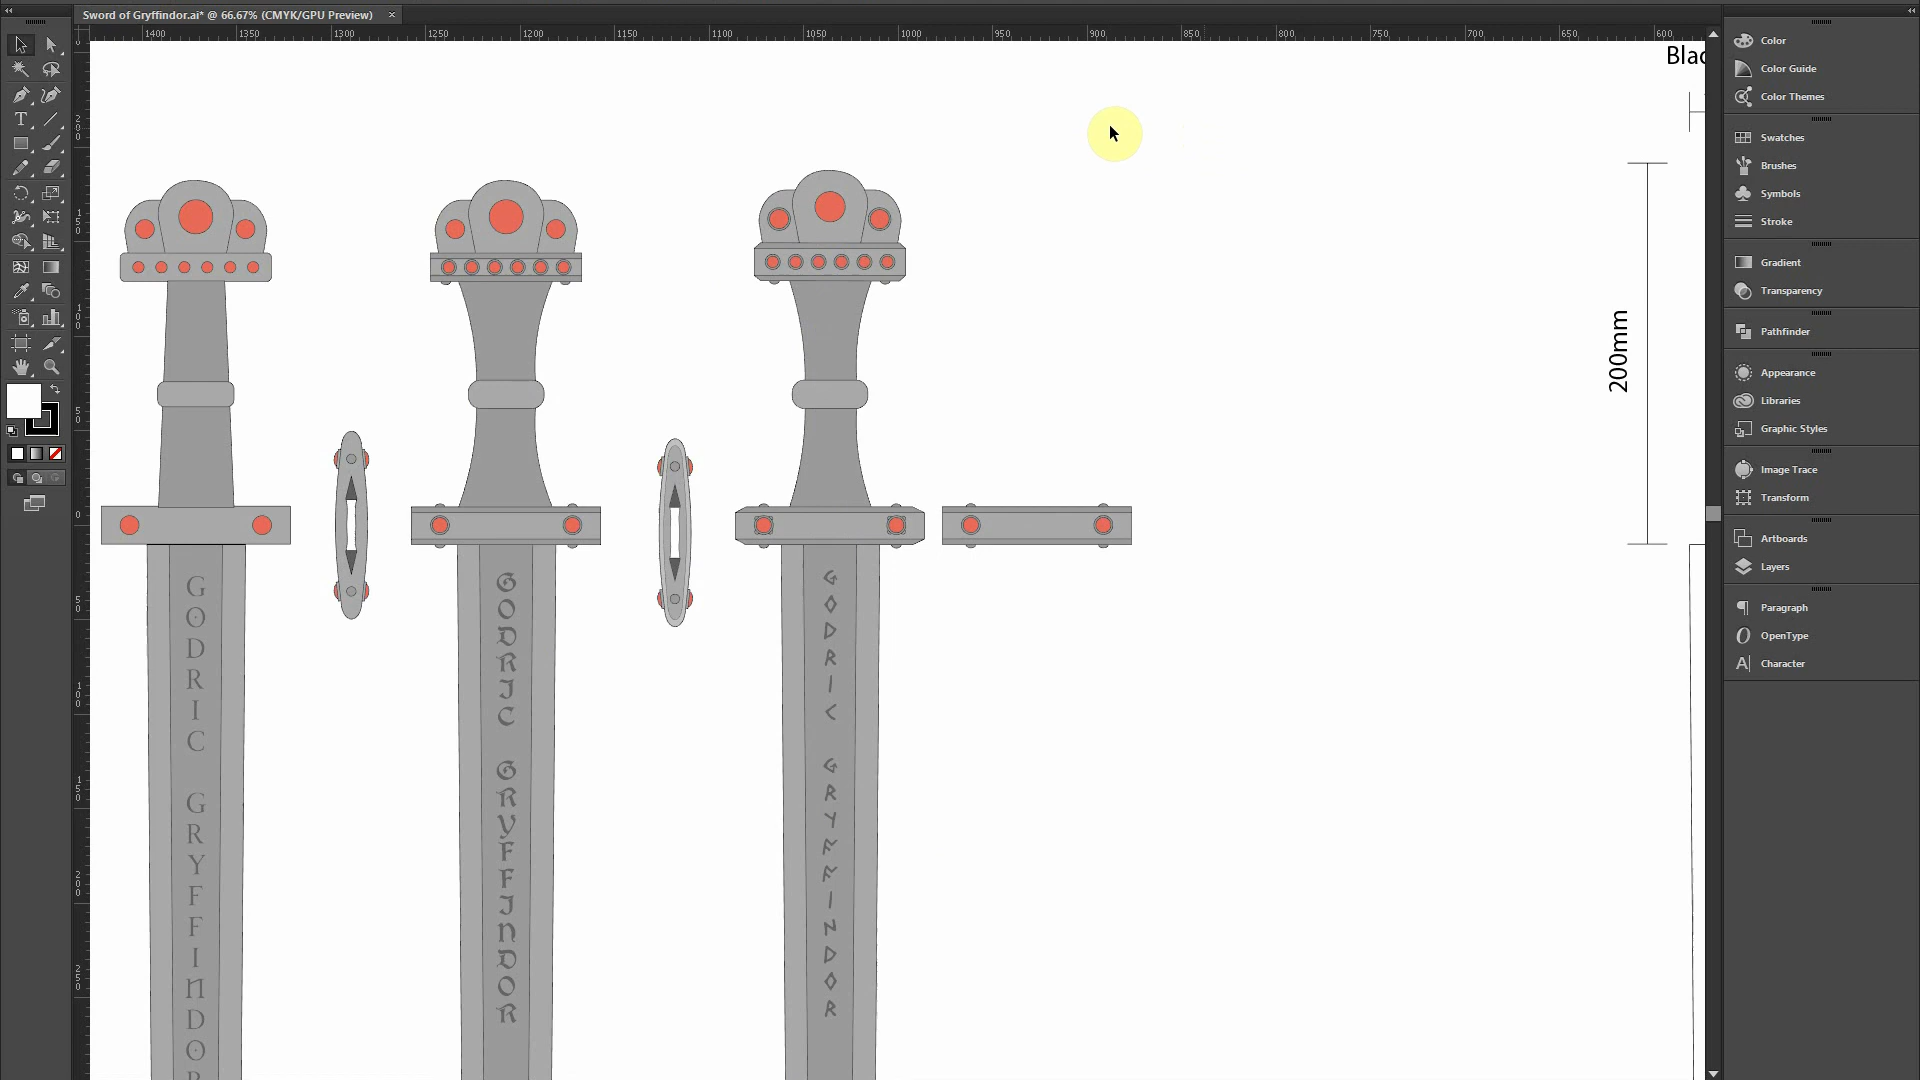 Sword of Gryffindor.ai* @ 66.67% (CMYK/GPU Preview)
1400 1350 1300 1250 1200 1150 1100 1050 1000 950 900 850 800 750 700 650 600
Blac
200mm
GODRIC GRYFFINDOR
GODRIC GRYFFINDOR
GODRIC GRYFFINDOR
Color
Color Guide
Color Themes
Swatches
Brushes
Symbols
Stroke
Gradient
Transparency
Pathfinder
Appearance
Libraries
Graphic Styles
Image Trace
Transform
Artboards
Layers
Paragraph
OpenType
Character